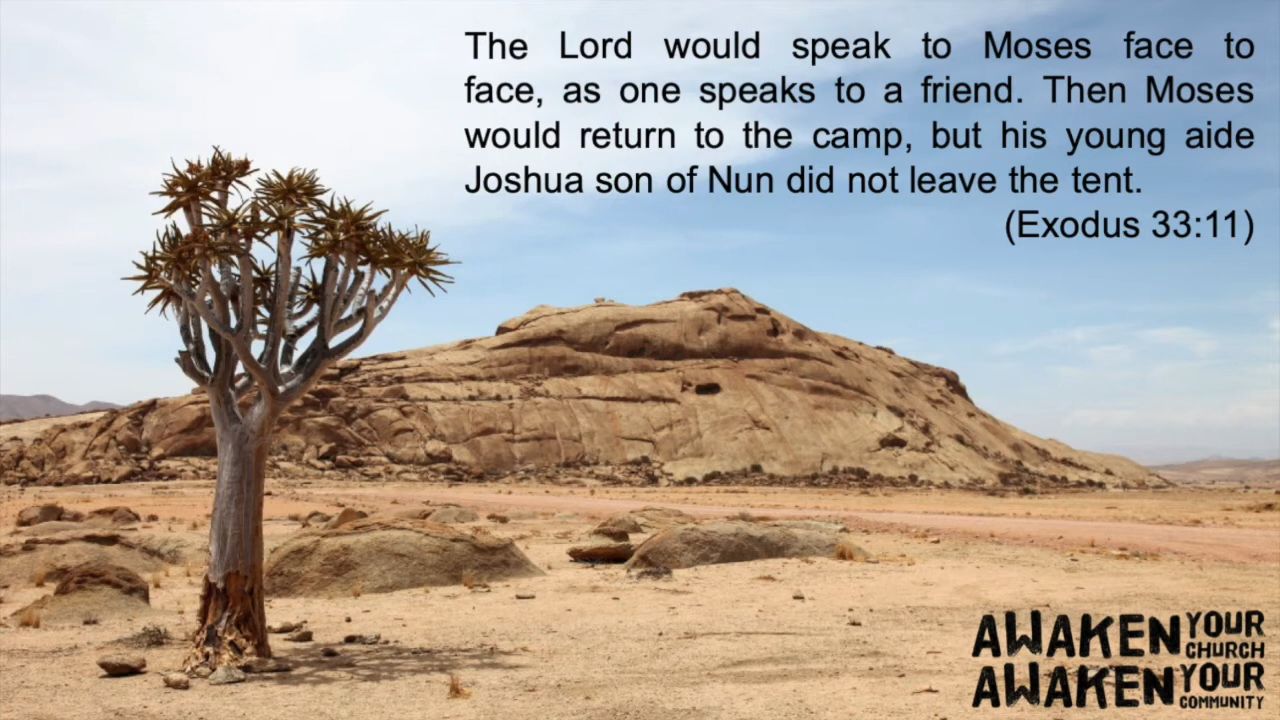 The Lord would speak to Moses face to
face, as one speaks to a friend. Then Moses
would return to the camp, but his young aide
Joshua son of Nun did not leave the tent.
(Exodus 33:11)
AWAKEN YOUR CHURCH
AWAKEN YOUR COMMUNITY